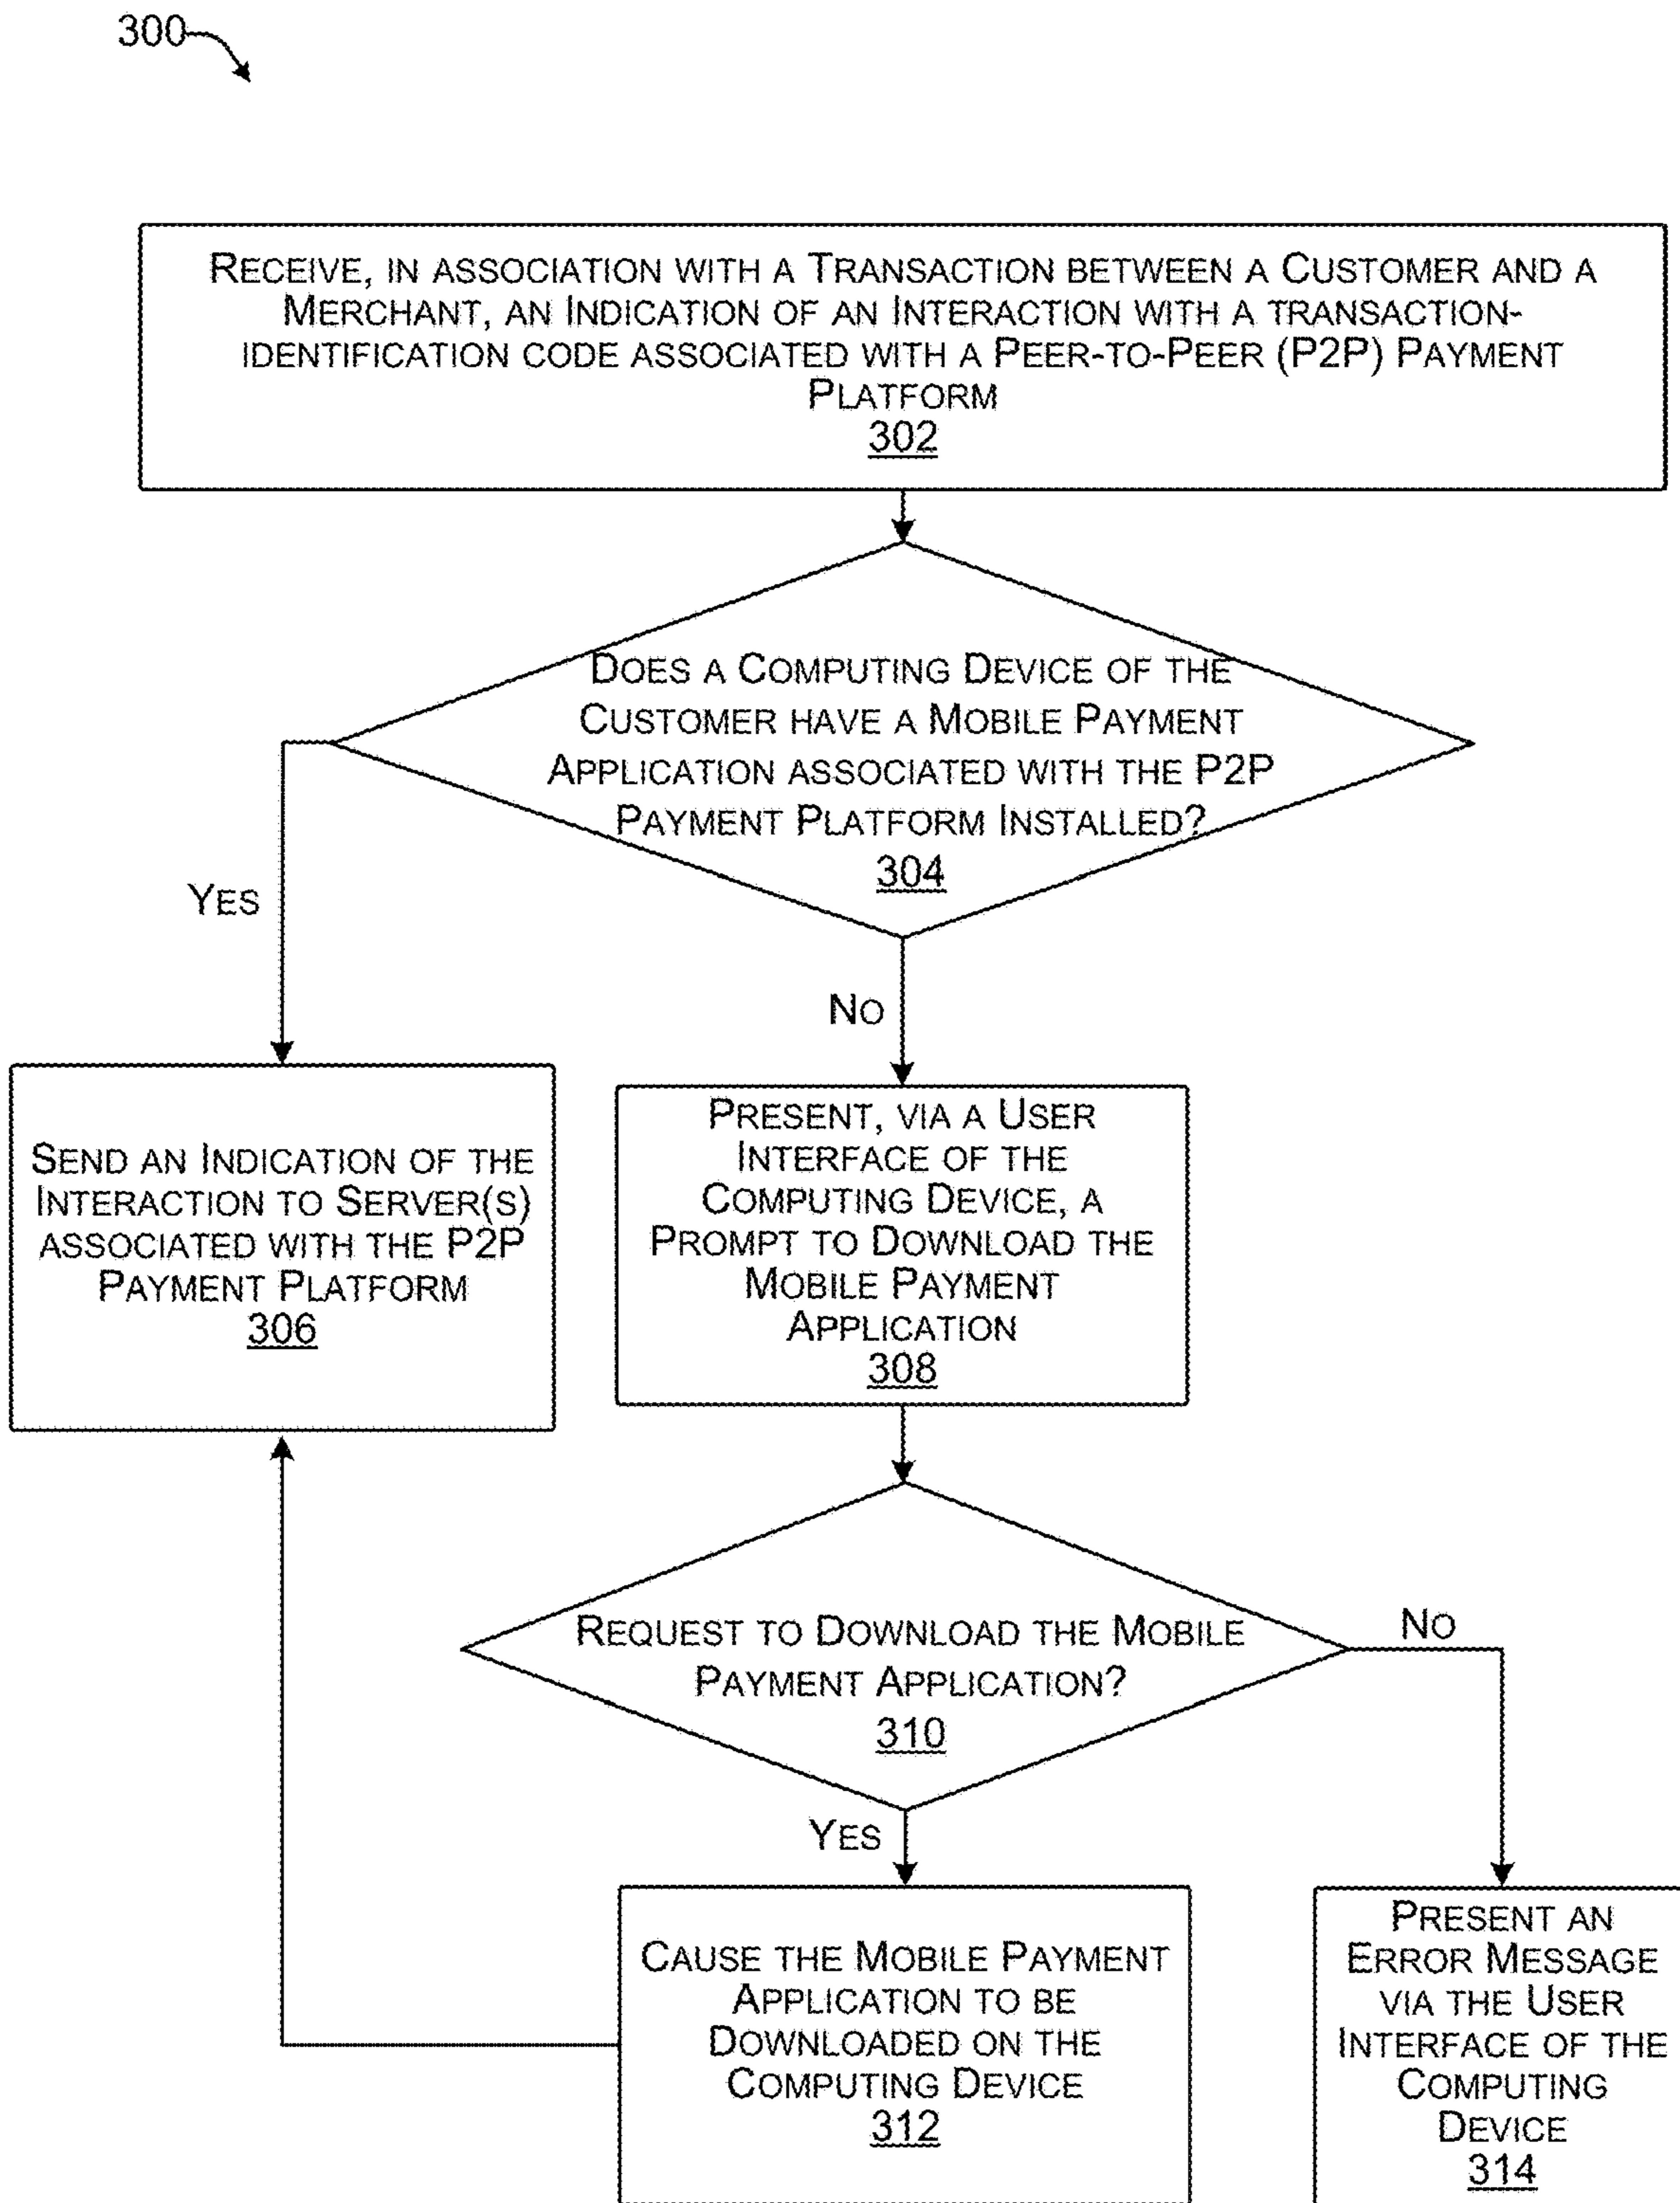 300
RECEIVE, IN ASSOCIATION WITH A TRANSACTION BETWEEN A CUSTOMER AND A
MERCHANT, AN INDICATION OF AN INTERACTION WITH A TRANSACTION-
IDENTIFICATION CODE ASSOCIATED WITH A PEER-TO-PEER (P2P) PAYMENT
PLATFORM
302
DOES A COMPUTING DEVICE OF THE
CUSTOMER HAVE A MOBILE PAYMENT
APPLICATION ASSOCIATED WITH THE P2P
PAYMENT PLATFORM INSTALLED?
304
YES
NO
SEND AN INDICATION OF THE
INTERACTION TO SERVER(S)
ASSOCIATED WITH THE P2P
PAYMENT PLATFORM
306
PRESENT, VIA A USER
INTERFACE OF THE
COMPUTING DEVICE, A
PROMPT TO DOWNLOAD THE
MOBILE PAYMENT
APPLICATION
308
REQUEST TO DOWNLOAD THE MOBILE
PAYMENT APPLICATION?
310
NO
YES
CAUSE THE MOBILE PAYMENT
APPLICATION TO BE
DOWNLOADED ON THE
COMPUTING DEVICE
312
PRESENT AN
ERROR MESSAGE
VIA THE USER
INTERFACE OF THE
COMPUTING
DEVICE
314